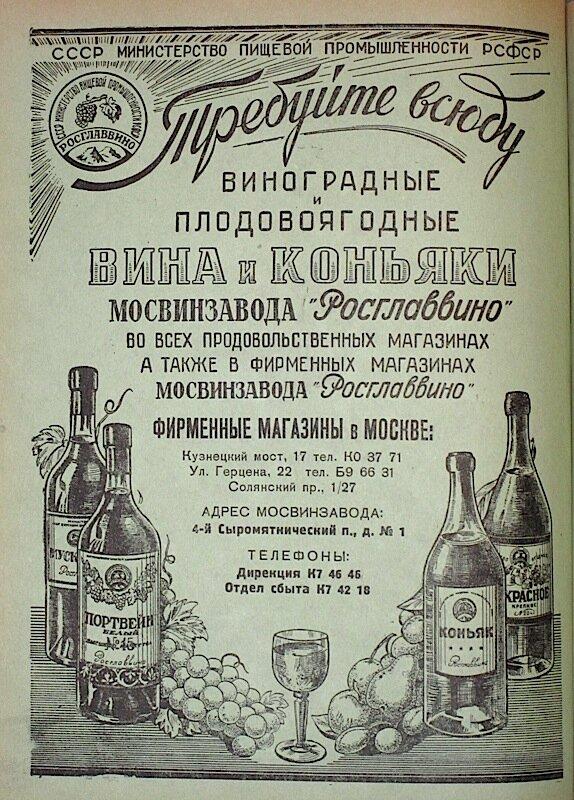 СССР МИНИСТЕРСТВО ПИЩЕВОЙ ПРОМЫШЛЕННОСТИ РСФСР
РОСГЛАВВИНО
Требуйте всюду
ВИНОГРАДНЫЕ
и
ПЛОДОВОЯГОДНЫЕ
ВИНА и КОНЬЯКИ
МОСВИНЗАВОДА "Росглаввино"
ВО ВСЕХ ПРОДОВОЛЬСТВЕННЫХ МАГАЗИНАХ
А ТАКЖЕ В ФИРМЕННЫХ МАГАЗИНАХ
МОСВИНЗАВОДА "Росглаввино"
ФИРМЕННЫЕ МАГАЗИНЫ в МОСКВЕ:
Кузнецкий мост, 17 тел. К0 37 71
Ул. Герцена, 22 тел. Б9 66 31
Солянский пр., 1/27
АДРЕС МОСВИНЗАВОДА:
4-й Сыромятнический п., д. № 1
ТЕЛЕФОНЫ:
Дирекция К7 46 46
Отдел сбыта К7 42 18
МУСК
ПОРТВЕЙН
БЕЛЫЙ
№15
Росглаввино
КОНЬЯК
КРАСНОЕ
КРЕПКОЕ